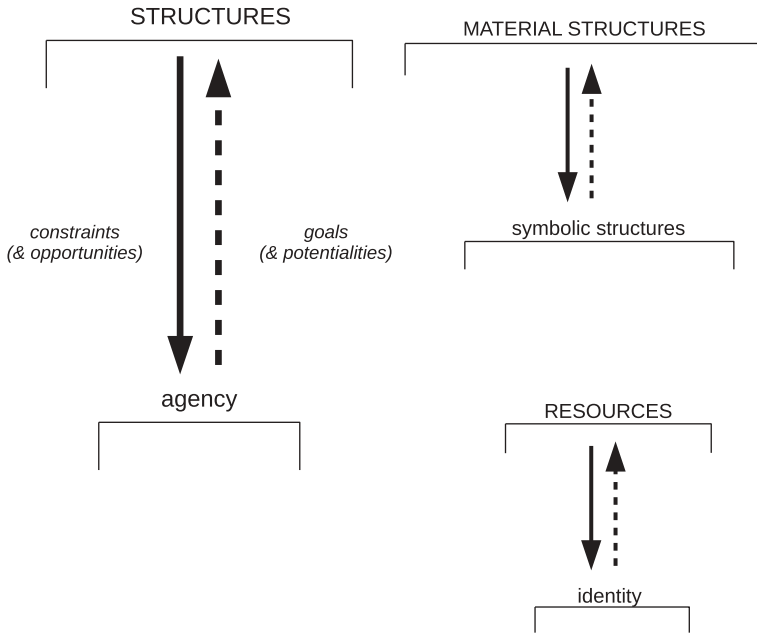 STRUCTURES
constraints
(& opportunities)
goals
(& potentialities)
agency
MATERIAL STRUCTURES
symbolic structures
RESOURCES
identity